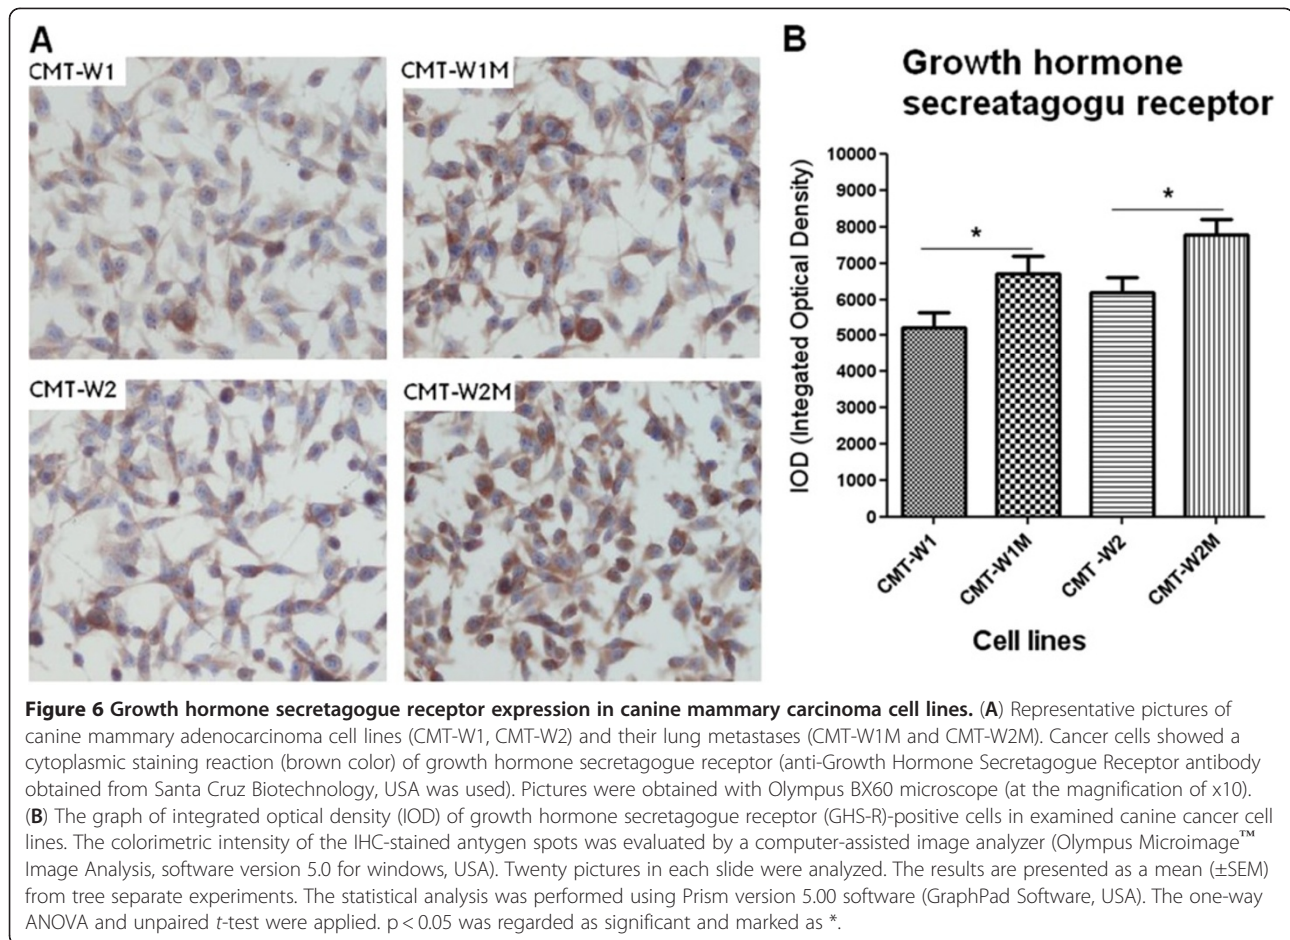 A
CMT-W1
CMT-W1M
CMT-W2
CMT-W2M
B
Growth hormone
secreatagogu receptor
IOD (Integated Optical Density)
10000
9000
8000
7000
6000
5000
4000
3000
2000
1000
0
*
*
CMT-W1
CMT-W1M
CMT -W2
CMT-W2M
Cell lines
Figure 6 Growth hormone secretagogue receptor expression in canine mammary carcinoma cell lines. (A) Representative pictures of
canine mammary adenocarcinoma cell lines (CMT-W1, CMT-W2) and their lung metastases (CMT-W1M and CMT-W2M). Cancer cells showed a
cytoplasmic staining reaction (brown color) of growth hormone secretagogue receptor (anti-Growth Hormone Secretagogue Receptor antibody
obtained from Santa Cruz Biotechnology, USA was used). Pictures were obtained with Olympus BX60 microscope (at the magnification of x10).
(B) The graph of integrated optical density (IOD) of growth hormone secretagogue receptor (GHS-R)-positive cells in examined canine cancer cell
lines. The colorimetric intensity of the IHC-stained antygen spots was evaluated by a computer-assisted image analyzer (Olympus Microimage™
Image Analysis, software version 5.0 for windows, USA). Twenty pictures in each slide were analyzed. The results are presented as a mean (±SEM)
from tree separate experiments. The statistical analysis was performed using Prism version 5.00 software (GraphPad Software, USA). The one-way
ANOVA and unpaired t-test were applied. p < 0.05 was regarded as significant and marked as *.